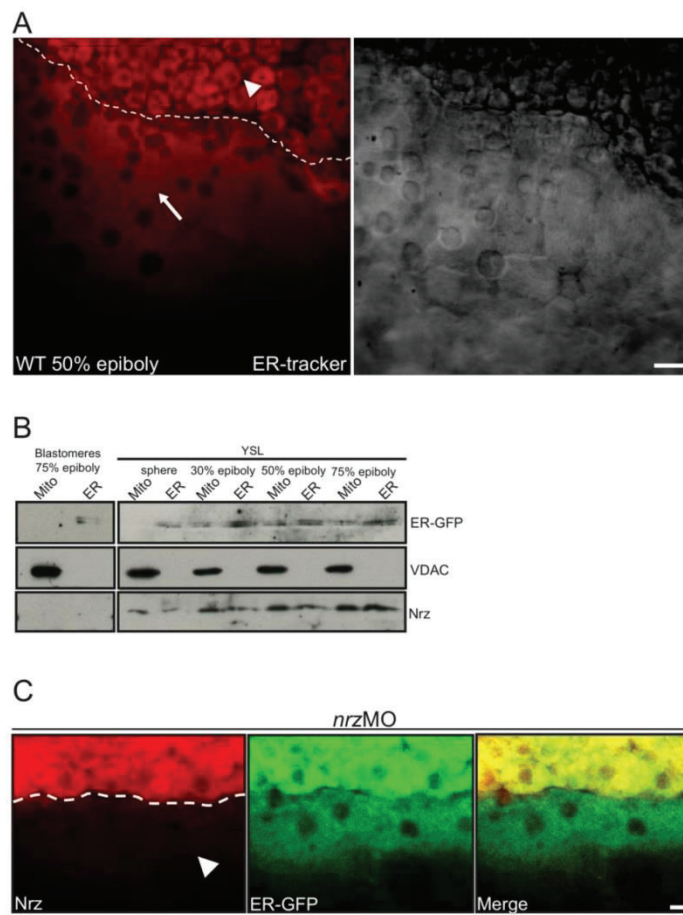 A
WT 50% epiboly ER-tracker
B
Blastomeres
75% epiboly
YSL
sphere 30% epiboly 50% epiboly 75% epiboly
Mito ER Mito ER Mito ER Mito ER Mito ER
ER-GFP
VDAC
Nrz
C
nrzMO
Nrz ER-GFP Merge